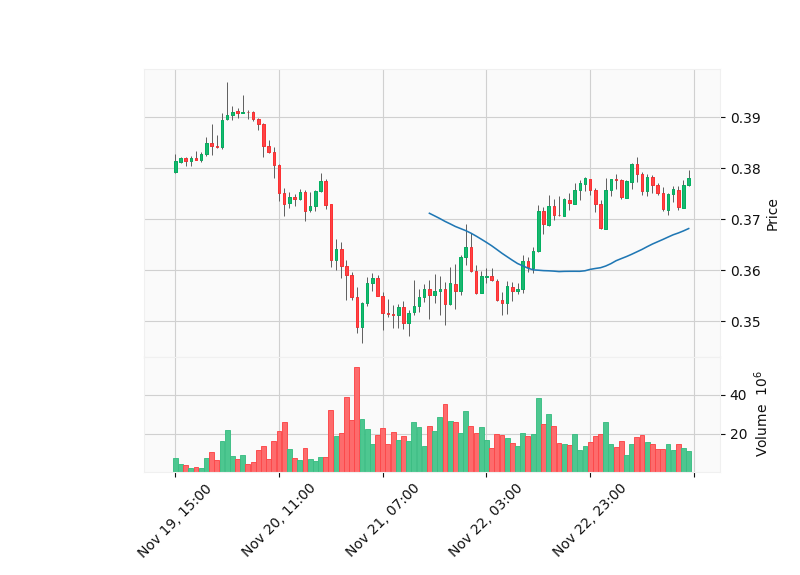 0.39
0.38
0.37
0.36
0.35
Price
40
20
Volume 10^6
Nov 19, 15:00
Nov 20, 11:00
Nov 21, 07:00
Nov 22, 03:00
Nov 22, 23:00